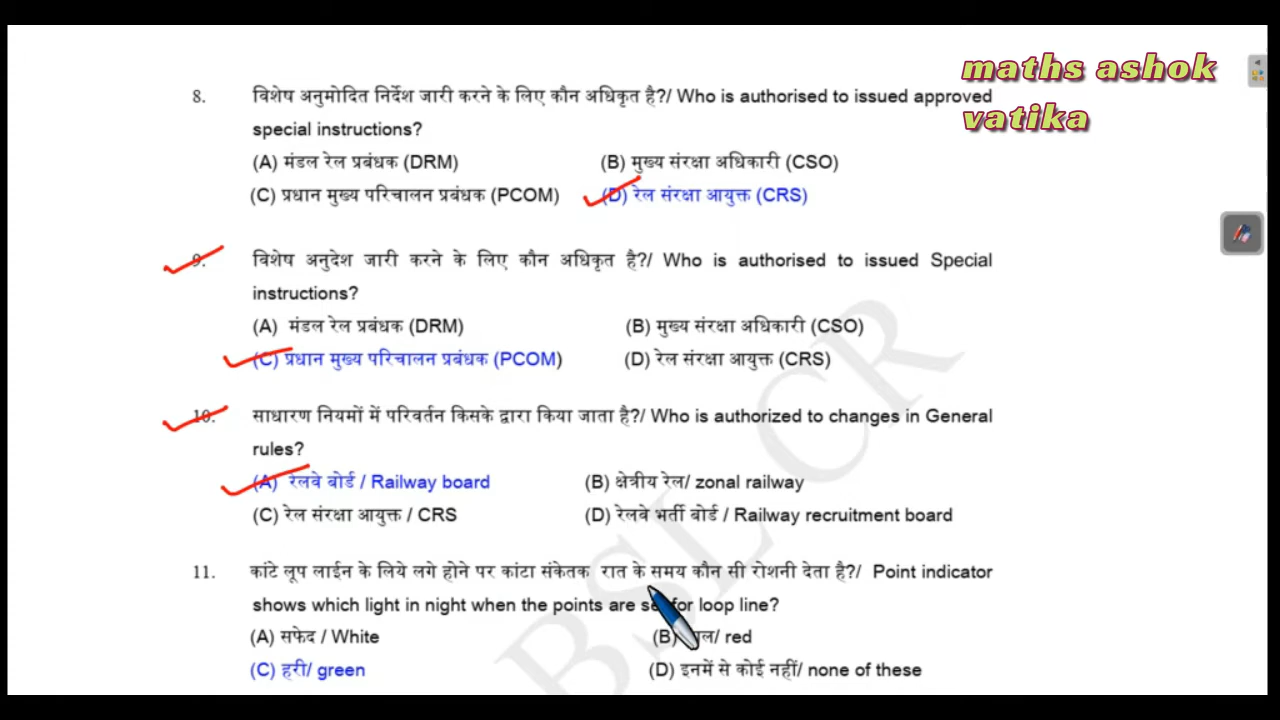 maths ashok
vatika
8. विशेष अनुमोदित निर्देश जारी करने के लिए कौन अधिकृत है?/ Who is authorised to issued approved
special instructions?
(A) मंडल रेल प्रबंधक (DRM) (B) मुख्य संरक्षा अधिकारी (CSO)
(C) प्रधान मुख्य परिचालन प्रबंधक (PCOM) (D) रेल संरक्षा आयुक्त (CRS)
9. विशेष अनुदेश जारी करने के लिए कौन अधिकृत है?/ Who is authorised to issued Special
instructions?
(A) मंडल रेल प्रबंधक (DRM) (B) मुख्य संरक्षा अधिकारी (CSO)
(C) प्रधान मुख्य परिचालन प्रबंधक (PCOM) (D) रेल संरक्षा आयुक्त (CRS)
10. साधारण नियमों में परिवर्तन किसके द्वारा किया जाता है?/ Who is authorized to changes in General
rules?
(A) रेलवे बोर्ड / Railway board (B) क्षेत्रीय रेल/ zonal railway
(C) रेल संरक्षा आयुक्त / CRS (D) रेलवे भर्ती बोर्ड / Railway recruitment board
11. कांटे लूप लाईन के लिये लगे होने पर कांटा संकेतक रात के समय कौन सी रोशनी देता है?/ Point indicator
shows which light in night when the points are for loop line?
(A) सफेद / White (B) / red
(C) हरी/ green (D) इनमें से कोई नहीं/ none of these
BSL CR